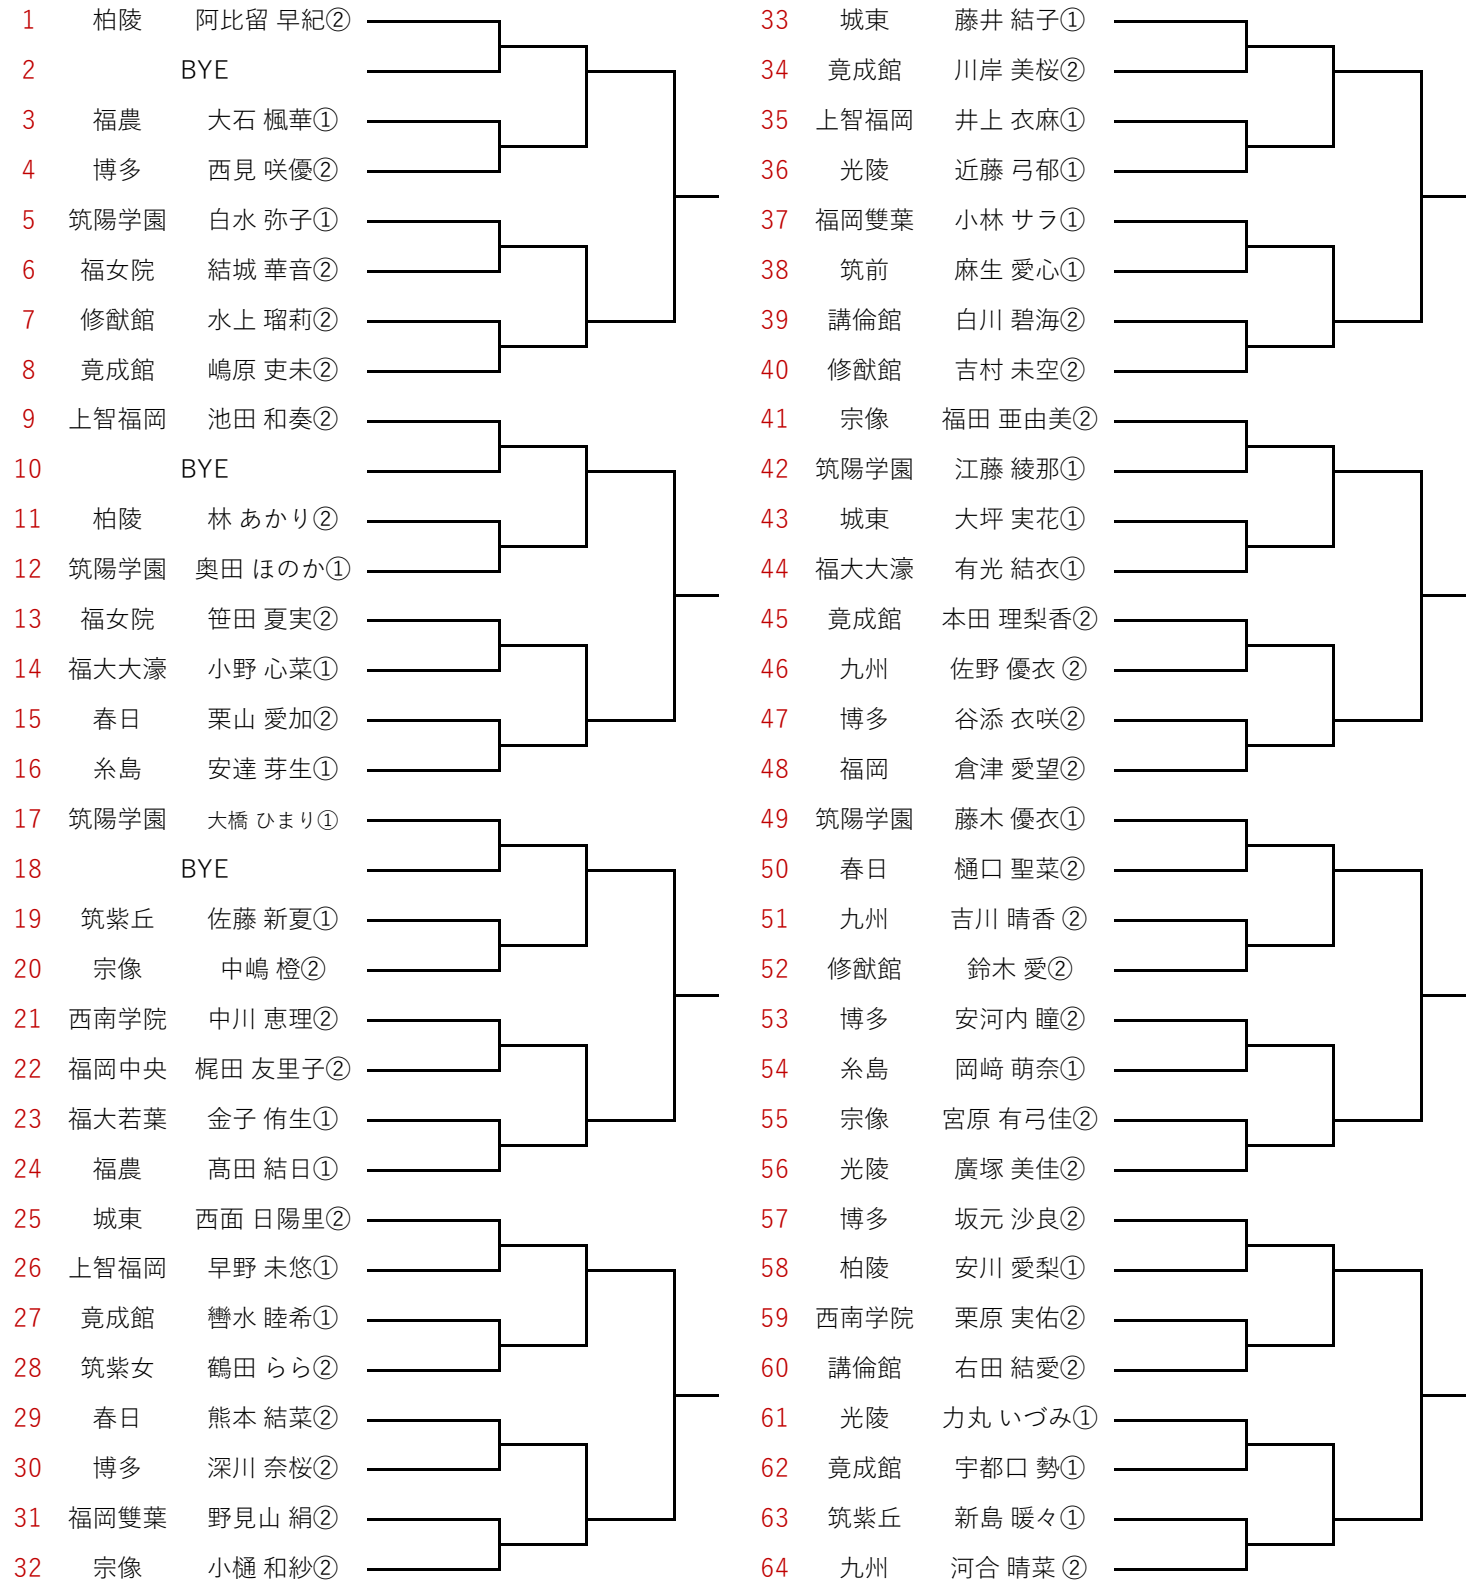 1 柏陵 阿比留 早紀②
2 BYE
3 福農 大石 楓華①
4 博多 西見 咲優②
5 筑陽学園 白水 弥子①
6 福女院 結城 華音②
7 修猷館 水上 瑠莉②
8 竟成館 嶋原 吏未②
9 上智福岡 池田 和奏②
10 BYE
11 柏陵 林 あかり②
12 筑陽学園 奥田 ほのか①
13 福女院 笹田 夏実②
14 福大大濠 小野 心菜①
15 春日 栗山 愛加②
16 糸島 安達 芽生①
17 筑陽学園 大橋 ひまり①
18 BYE
19 筑紫丘 佐藤 新夏①
20 宗像 中嶋 橙②
21 西南学院 中川 恵理②
22 福岡中央 梶田 友里子②
23 福大若葉 金子 侑生①
24 福農 髙田 結日①
25 城東 西面 日陽里②
26 上智福岡 早野 未悠①
27 竟成館 轡水 睦希①
28 筑紫女 鶴田 らら②
29 春日 熊本 結菜②
30 博多 深川 奈桜②
31 福岡雙葉 野見山 絹②
32 宗像 小樋 和紗②
33 城東 藤井 結子①
34 竟成館 川岸 美桜②
35 上智福岡 井上 衣麻①
36 光陵 近藤 弓郁①
37 福岡雙葉 小林 サラ①
38 筑前 麻生 愛心①
39 講倫館 白川 碧海②
40 修猷館 吉村 未空②
41 宗像 福田 亜由美②
42 筑陽学園 江藤 綾那①
43 城東 大坪 実花①
44 福大大濠 有光 結衣①
45 竟成館 本田 理梨香②
46 九州 佐野 優衣 ②
47 博多 谷添 衣咲②
48 福岡 倉津 愛望②
49 筑陽学園 藤木 優衣①
50 春日 樋口 聖菜②
51 九州 吉川 晴香 ②
52 修猷館 鈴木 愛②
53 博多 安河内 瞳②
54 糸島 岡﨑 萌奈①
55 宗像 宮原 有弓佳②
56 光陵 廣塚 美佳②
57 博多 坂元 沙良②
58 柏陵 安川 愛梨①
59 西南学院 栗原 実佑②
60 講倫館 右田 結愛②
61 光陵 力丸 いづみ①
62 竟成館 宇都口 勢①
63 筑紫丘 新島 暖々①
64 九州 河合 晴菜 ②